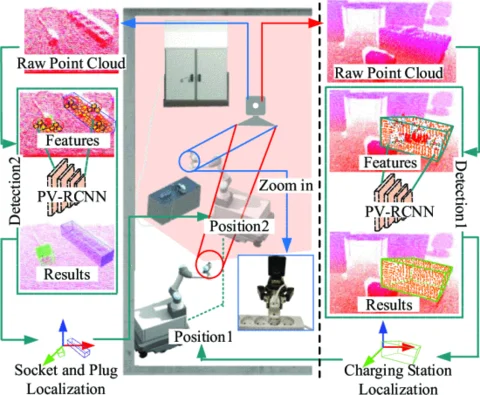 Raw Point Cloud
Features
PV-RCNN
Detection2
Results
Socket and Plug
Localization
Zoom in
Position2
Position1
Raw Point Cloud
Features
PV-RCNN
Detection1
Results
Charging Station
Localization